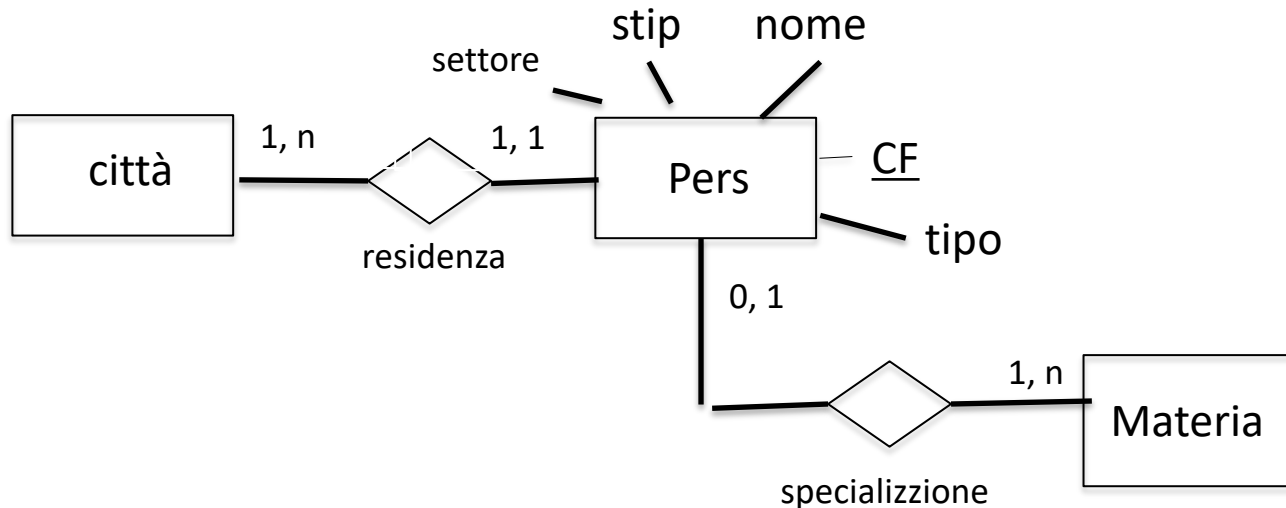 stip
nome
settore
città
1, n
1, 1
Pers
CF
residenza
tipo
0, 1
1, n
Materia
specializzione